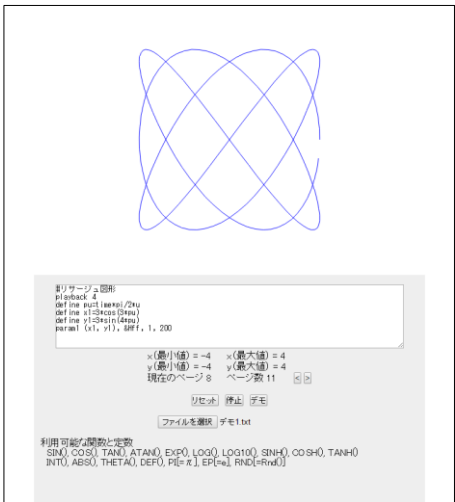 #リサージュ図形
playback 4
define pu=time*pi/2*u
define x1=3*cos(3*pu)
define y1=3*sin(4*pu)
param1 (x1, y1), &Hff, 1, 200
x(最小値) = -4 x(最大値) = 4
y(最小値) = -4 y(最大値) = 4
現在のページ 8 ページ数 11 < >
リセット 停止 デモ
ファイルを選択 デモ1.txt
利用可能な関数と定数
SIN(), COS(), TAN(), ATAN(), EXP(), LOG(), LOG10(), SINH(), COSH(), TANH()
INT(), ABS(), THETA(), DEF(), PI[=π], EP[=e], RND[=Rnd()]